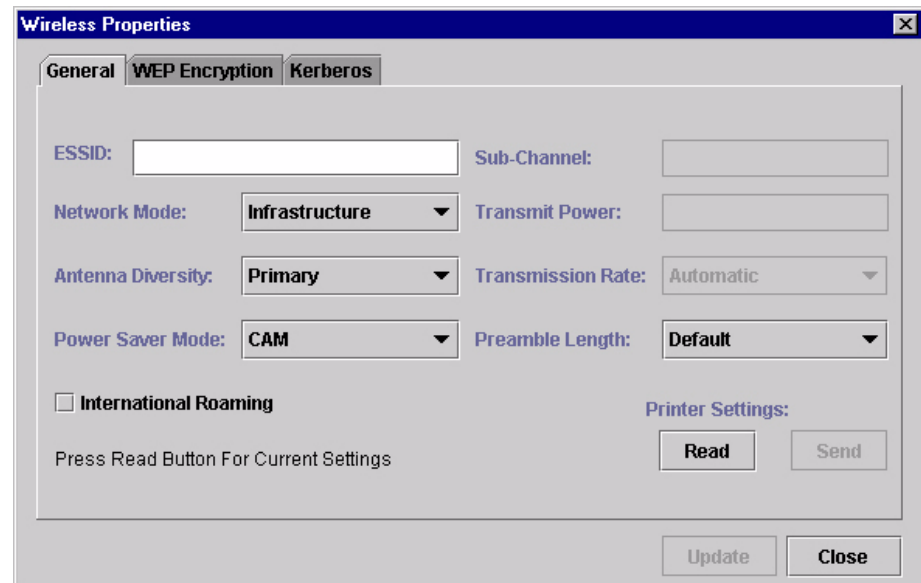 Wireless Properties
General WEP Encryption Kerberos
ESSID: Sub-Channel:
Network Mode: Infrastructure Transmit Power:
Antenna Diversity: Primary Transmission Rate: Automatic
Power Saver Mode: CAM Preamble Length: Default
International Roaming
Printer Settings:
Press Read Button For Current Settings Read Send
Update Close